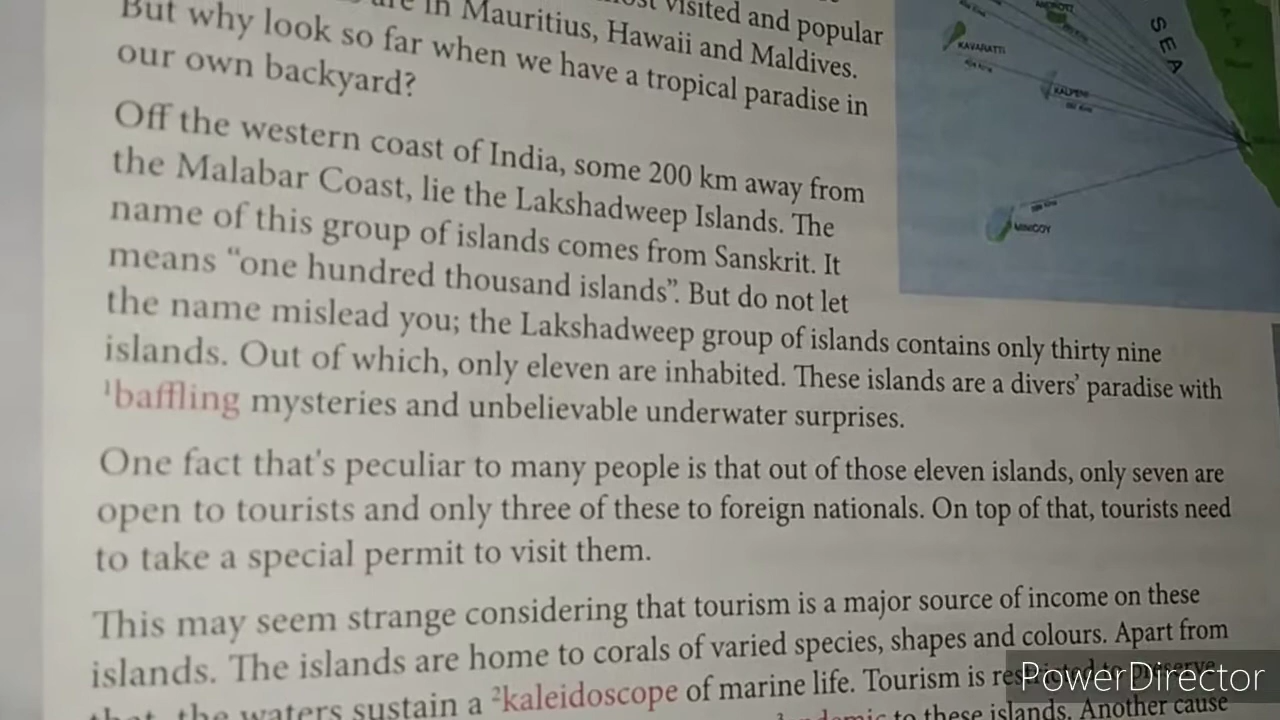 visited and popular
are in Mauritius, Hawaii and Maldives.
But why look so far when we have a tropical paradise in
our own backyard?
Off the western coast of India, some 200 km away from
the Malabar Coast, lie the Lakshadweep Islands. The
name of this group of islands comes from Sanskrit. It
means “one hundred thousand islands”. But do not let
the name mislead you; the Lakshadweep group of islands contains only thirty nine
islands. Out of which, only eleven are inhabited. These islands are a divers’ paradise with
¹baffling mysteries and unbelievable underwater surprises.
One fact that's peculiar to many people is that out of those eleven islands, only seven are
open to tourists and only three of these to foreign nationals. On top of that, tourists need
to take a special permit to visit them.
This may seem strange considering that tourism is a major source of income on these
islands. The islands are home to corals of varied species, shapes and colours. Apart from
that, the waters sustain a ²kaleidoscope of marine life. Tourism is restricted to preserve
to these islands. Another cause
SEA
KAVARATTI
KALPENI
MINICOY
PowerDirector